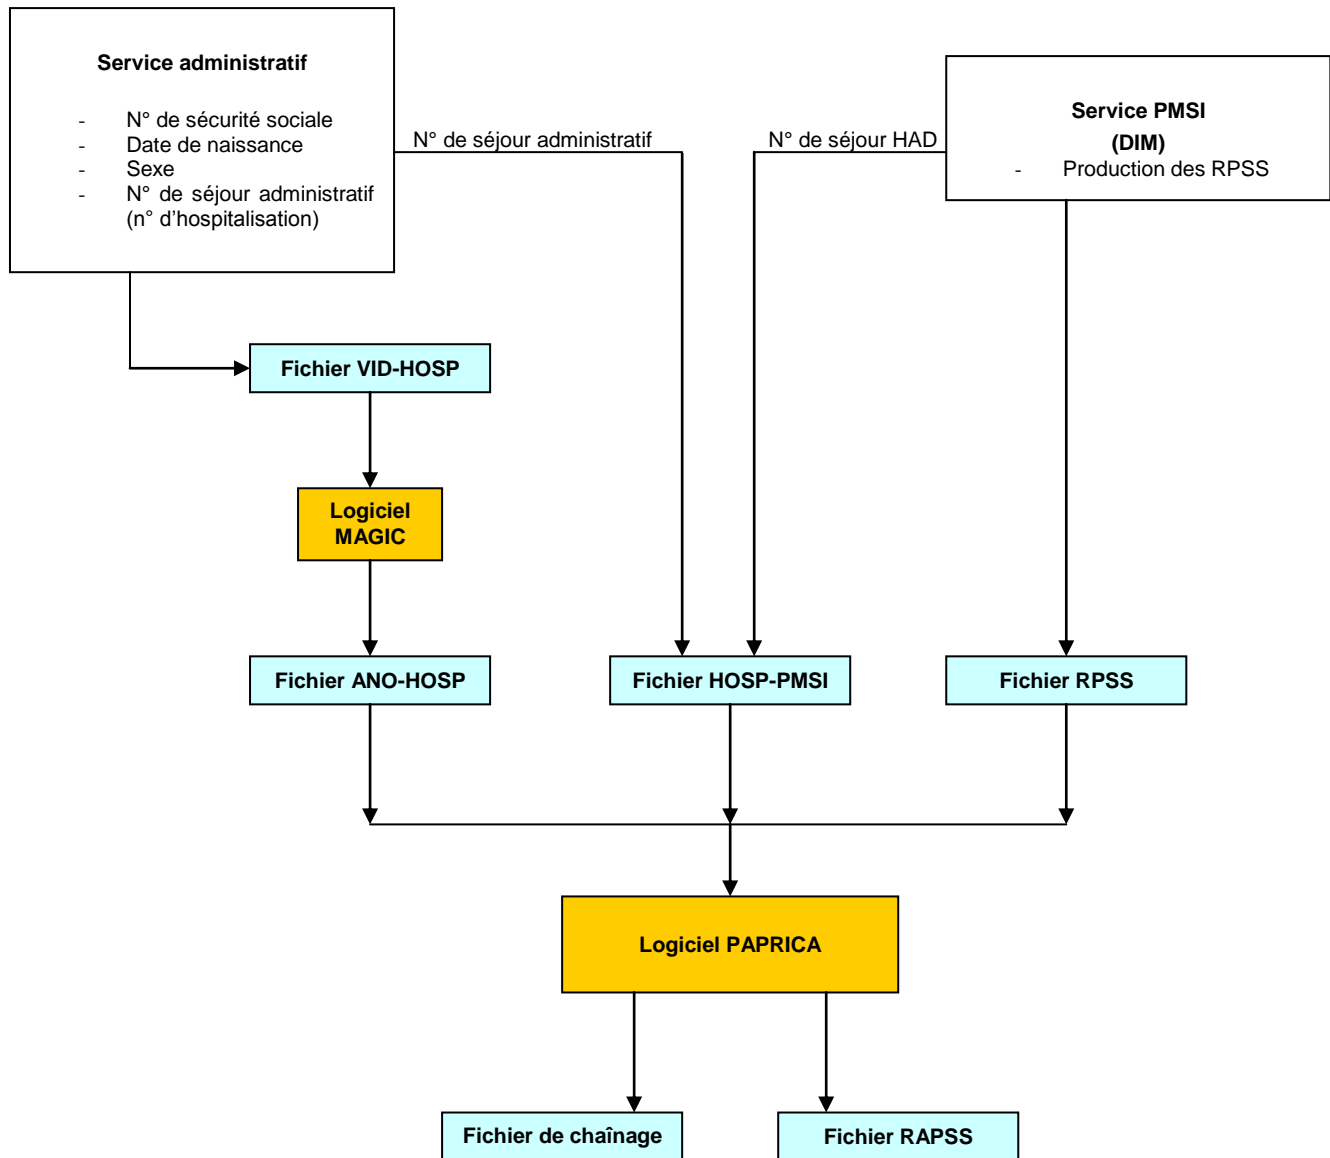 Service administratif
- N° de sécurité sociale
- Date de naissance
- Sexe
- N° de séjour administratif
(n° d'hospitalisation)
N° de séjour administratif
N° de séjour HAD
Service PMSI
(DIM)
- Production des RPSS
Fichier VID-HOSP
Logiciel
MAGIC
Fichier ANO-HOSP
Fichier HOSP-PMSI
Fichier RPSS
Logiciel PAPRICA
Fichier de chaînage
Fichier RAPSS